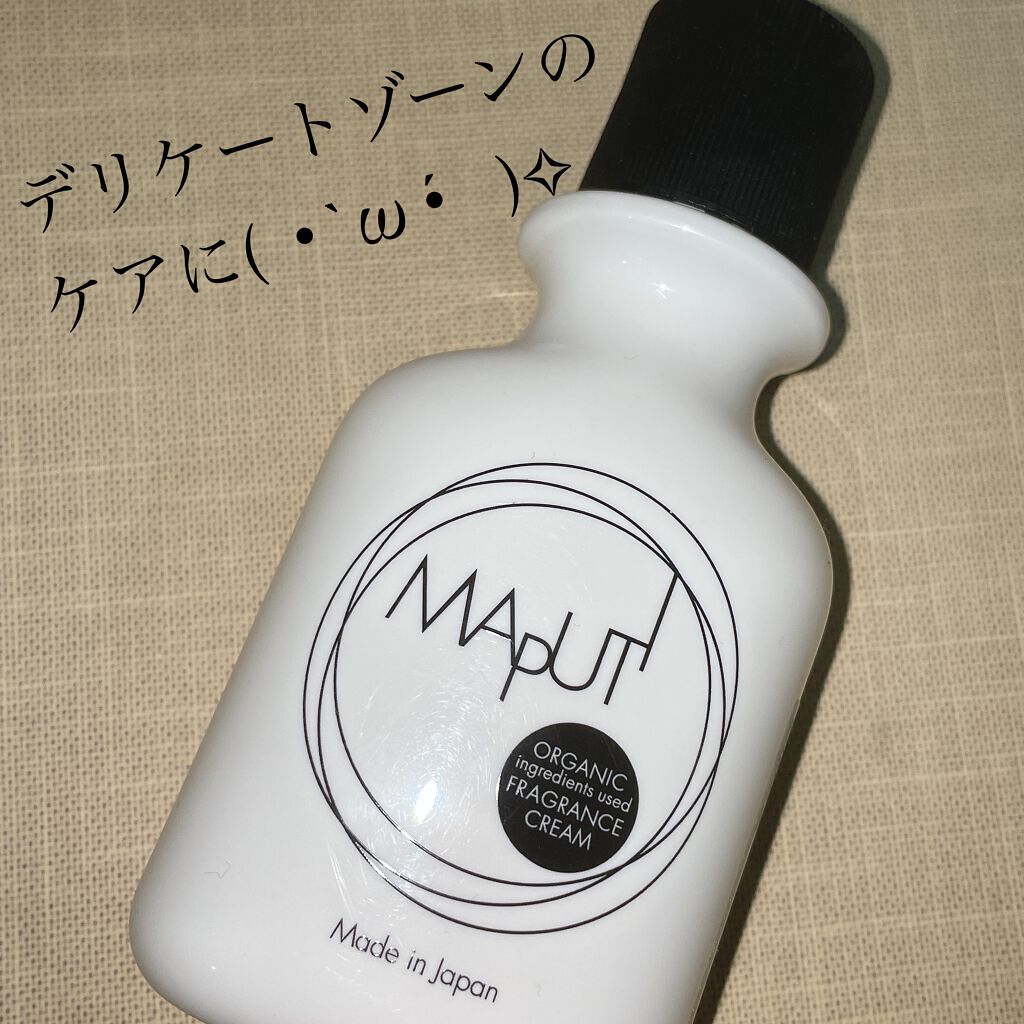 デリケートゾーンの
ケアに( •̀ω•́ )✧
MAPUTI
ORGANIC
ingredients used
FRAGRANCE
CREAM
Made in Japan